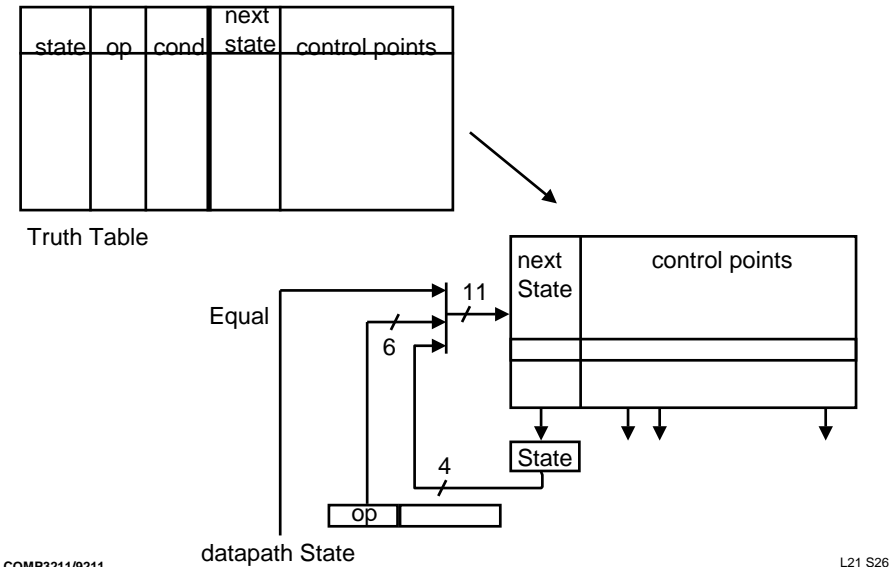 state op cond next state control points
Truth Table
next State control points
Equal
11
6
4
State
op
datapath State
COMP3211/9211
L21 S26